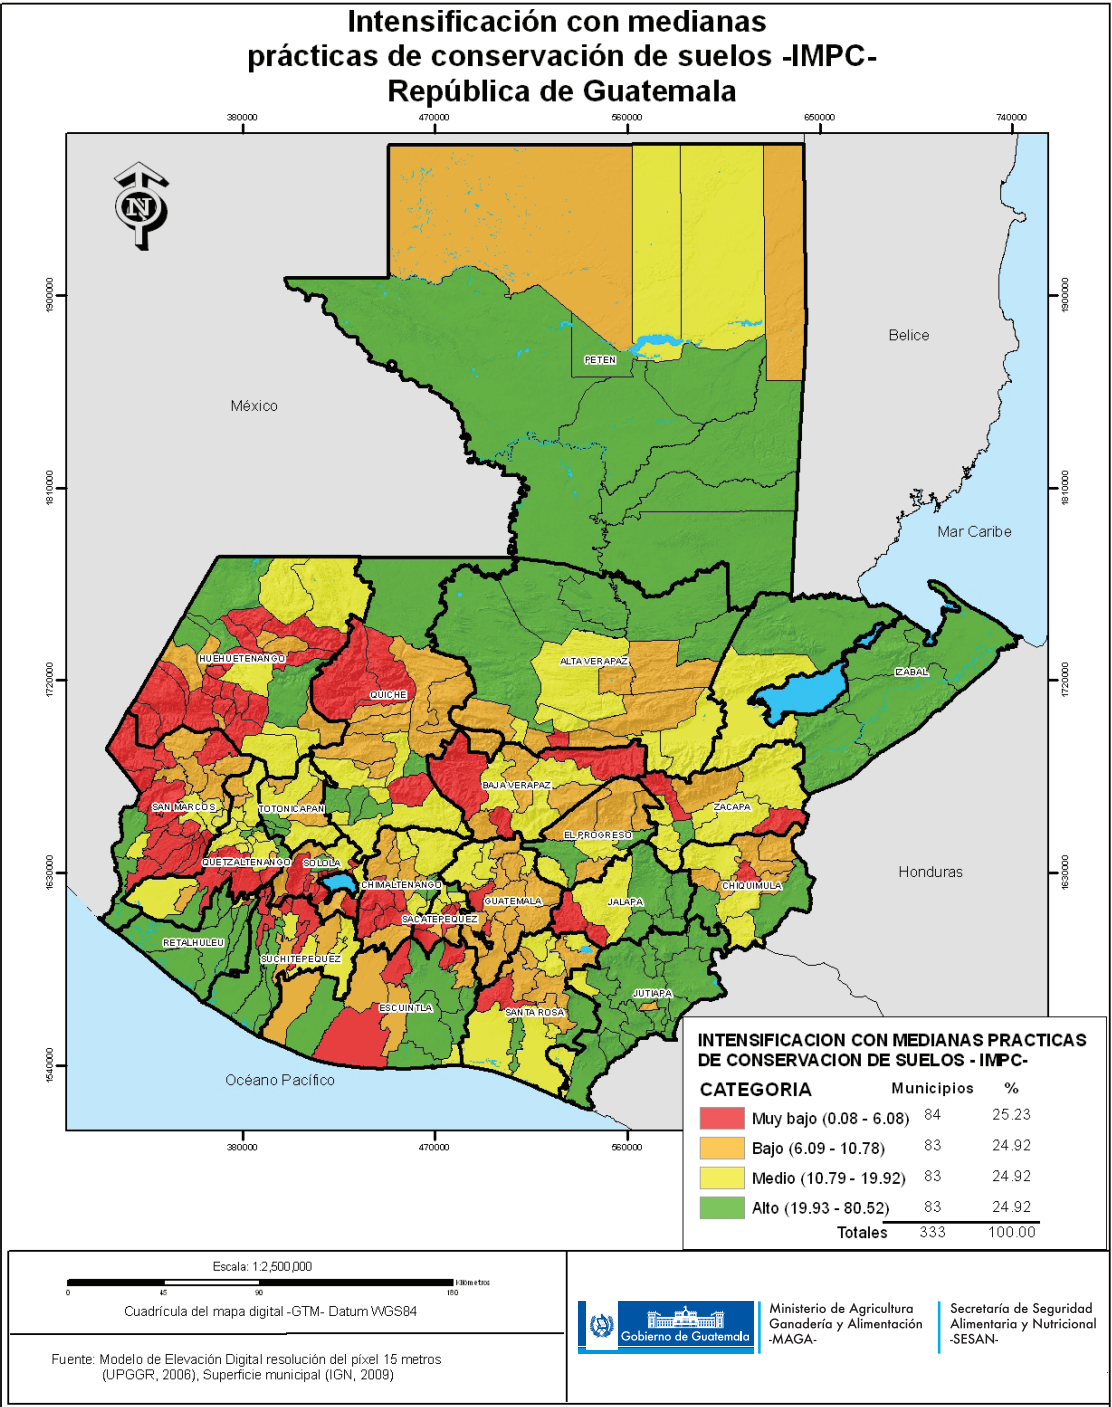 Intensificación con medianas
prácticas de conservación de suelos -IMPC-
República de Guatemala
380000 470000 560000 650000 740000
N
1900000 1900000
Belice
PETEN
México
1810000 1810000
Mar Caribe
HUEHUETENANGO
ALTA VERAPAZ
IZABAL
1720000 1720000
QUICHE
BAJA VERAPAZ
SAN MARCOS
TOTONICAPAN
ZACAPA
EL PROGRESO
QUETZALTENANGO
SOLOLA
1630000 1630000
Honduras
CHIMALTENANGO
CHIQUIMULA
GUATEMALA
JALAPA
SACATEPEQUEZ
RETALHULEU
SUCHITEPEQUEZ
JUTIAPA
ESCUINTLA
SANTA ROSA
1540000
Océano Pacífico
380000 470000 560000
INTENSIFICACION CON MEDIANAS PRACTICAS
DE CONSERVACION DE SUELOS - IMPC-
CATEGORIA Municipios %
Muy bajo (0.08 - 6.08) 84 25.23
Bajo (6.09 - 10.78) 83 24.92
Medio (10.79 - 19.92) 83 24.92
Alto (19.93 - 80.52) 83 24.92
Totales 333 100.00
Escala: 1:2,500,000
Kilómetros
0 45 90 180
Cuadrícula del mapa digital -GTM- Datum WGS84
Fuente: Modelo de Elevación Digital resolución del píxel 15 metros
(UPGGR, 2006), Superficie municipal (IGN, 2009)
Gobierno de Guatemala
Ministerio de Agricultura
Ganadería y Alimentación
-MAGA-
Secretaría de Seguridad
Alimentaria y Nutricional
-SESAN-